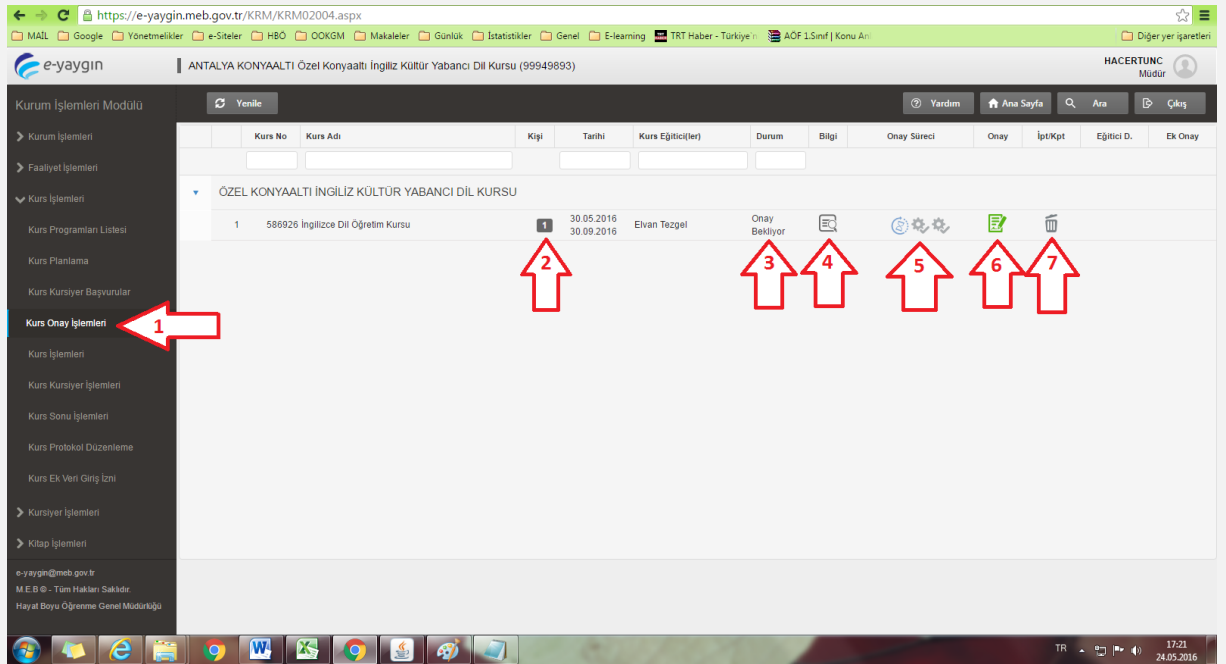 https://e-yaygin.meb.gov.tr/KRM/KRM02004.aspx
MAİL Google Yönetmelikler e-Siteler HBÖ OOKGM Makaleler Günlük İstatistikler Genel E-learning TRT Haber - Türkiye'n AÖF 1.Sınıf | Konu An Diğer yer işaretleri
e-yaygın
ANTALYA KONYAALTI Özel Konyaaltı İngiliz Kültür Yabancı Dil Kursu (99949893)
HACERTUNC
Müdür
Kurum İşlemleri Modülü
Yenile Yardım Ana Sayfa Ara Çıkış
Kurs No Kurs Adı Kişi Tarihi Kurs Eğitici(ler) Durum Bilgi Onay Süreci Onay İpt/Kpt Eğitici D. Ek Onay
Kurum İşlemleri
Faaliyet İşlemleri
Kurs İşlemleri
Kurs Programları Listesi
Kurs Planlama
Kurs Kursiyer Başvurular
Kurs Onay İşlemleri
Kurs İşlemleri
Kurs Kursiyer İşlemleri
Kurs Sonu İşlemleri
Kurs Protokol Düzenleme
Kurs Ek Veri Giriş İzni
Kursiyer İşlemleri
Kitap İşlemleri
ÖZEL KONYAALTI İNGİLİZ KÜLTÜR YABANCI DİL KURSU
1 586926 İngilizce Dil Öğretim Kursu 1 30.05.2016 Elvan Tezgel Onay
30.09.2016 Bekliyor
2 3 4 5 6 7
1
e-yaygin@meb.gov.tr
M.E.B © - Tüm Hakları Saklıdır.
Hayat Boyu Öğrenme Genel Müdürlüğü
TR
17:21
24.05.2016